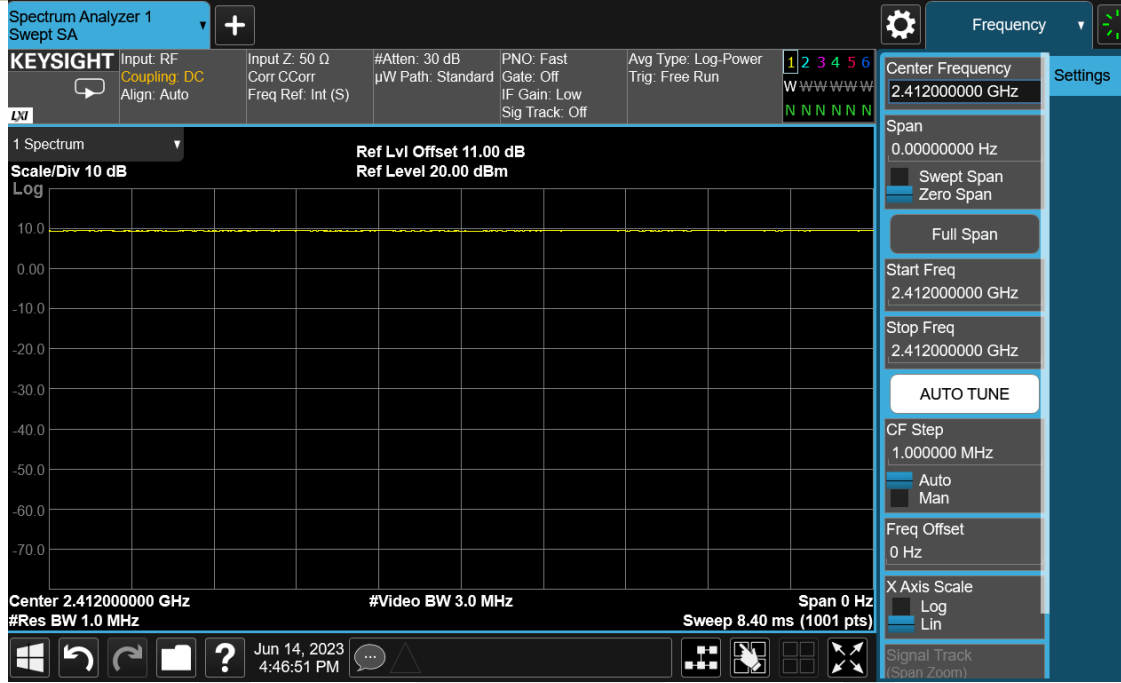 Spectrum Analyzer 1
Swept SA
Frequency
KEYSIGHT
LXI
Input: RF
Coupling: DC
Align: Auto
Input Z: 50 Ω
Corr CCorr
Freq Ref: Int (S)
#Atten: 30 dB
µW Path: Standard
PNO: Fast
Gate: Off
IF Gain: Low
Sig Track: Off
Avg Type: Log-Power
Trig: Free Run
1 2 3 4 5 6
W W W W W W
N N N N N N
1 Spectrum
Scale/Div 10 dB
Ref Lvl Offset 11.00 dB
Ref Level 20.00 dBm
Log
10.0
0.00
-10.0
-20.0
-30.0
-40.0
-50.0
-60.0
-70.0
Center 2.412000000 GHz
#Res BW 1.0 MHz
#Video BW 3.0 MHz
Span 0 Hz
Sweep 8.40 ms (1001 pts)
?
Jun 14, 2023
4:46:51 PM
Settings
Center Frequency
2.412000000 GHz
Span
0.00000000 Hz
Swept Span
Zero Span
Full Span
Start Freq
2.412000000 GHz
Stop Freq
2.412000000 GHz
AUTO TUNE
CF Step
1.000000 MHz
Auto
Man
Freq Offset
0 Hz
X Axis Scale
Log
Lin
Signal Track
(Span Zoom)